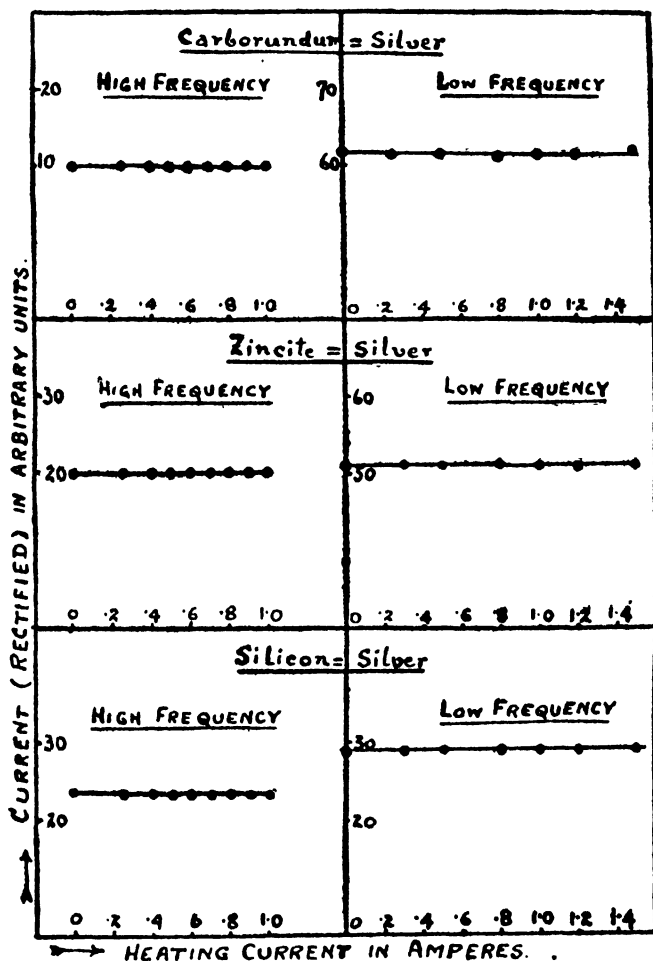 Carborundum = Silver
HIGH FREQUENCY
LOW FREQUENCY
20
10
70
60
0 .2 .4 .6 .8 1.0
0 .2 .4 .6 .8 1.0 1.2 1.4
Zincite = Silver
HIGH FREQUENCY
LOW FREQUENCY
30
20
60
50
0 .2 .4 .6 .8 1.0
0 .2 .4 .6 .8 1.0 1.2 1.4
Silicon = Silver
HIGH FREQUENCY
LOW FREQUENCY
30
20
30
20
0 .2 .4 .6 .8 1.0
0 .2 .4 .6 .8 1.0 1.2 1.4
CURRENT (RECTIFIED) IN ARBITRARY UNITS.
HEATING CURRENT IN AMPERES.